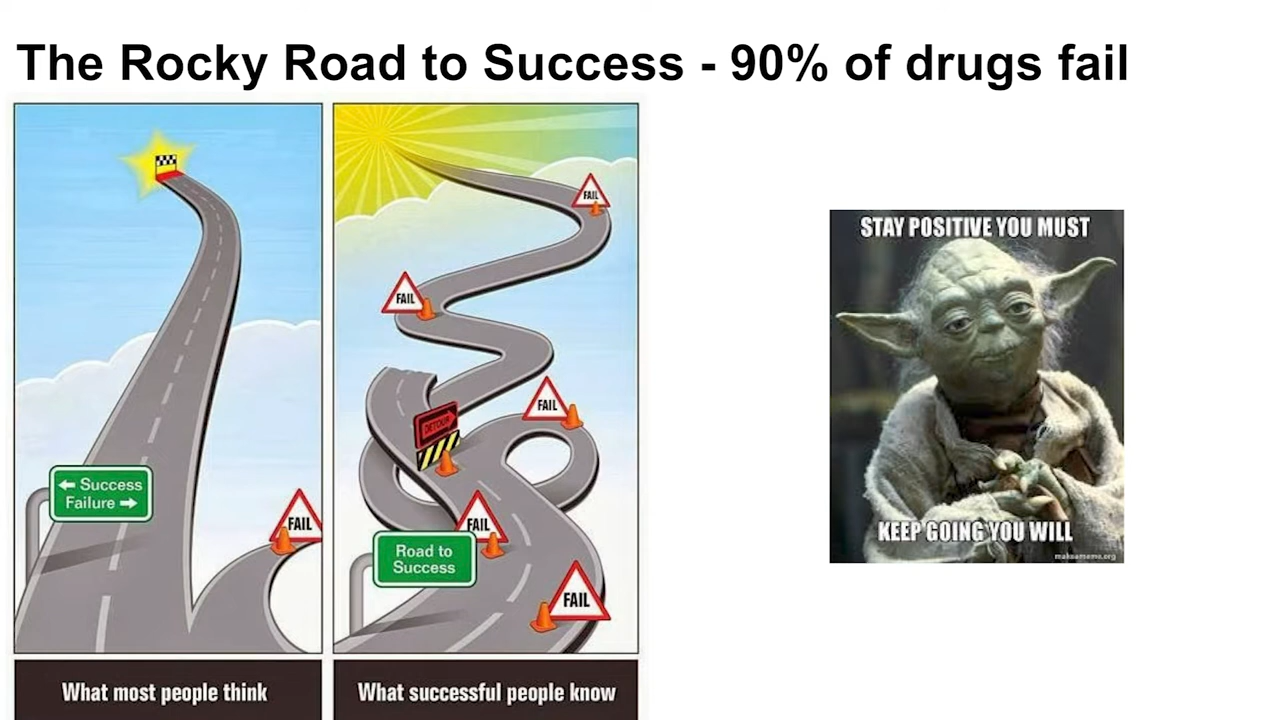 The Rocky Road to Success - 90% of drugs fail
← Success
Failure →
FAIL
What most people think
FAIL
FAIL
FAIL
DETOUR
FAIL
Road to
Success
FAIL
What successful people know
STAY POSITIVE YOU MUST
KEEP GOING YOU WILL
makeameme.org